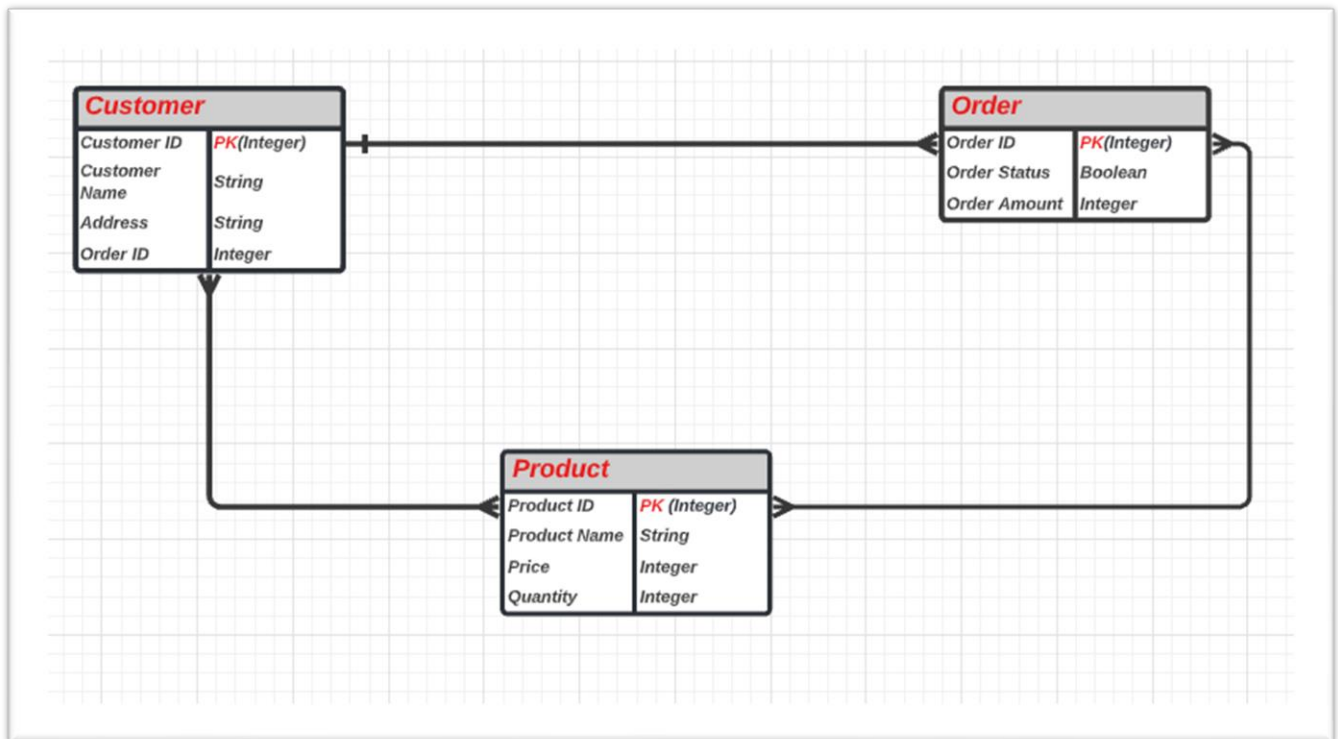 Customer
Customer ID PK(Integer)
Customer
Name String
Address String
Order ID Integer
Order
Order ID PK(Integer)
Order Status Boolean
Order Amount Integer
Product
Product ID PK (Integer)
Product Name String
Price Integer
Quantity Integer